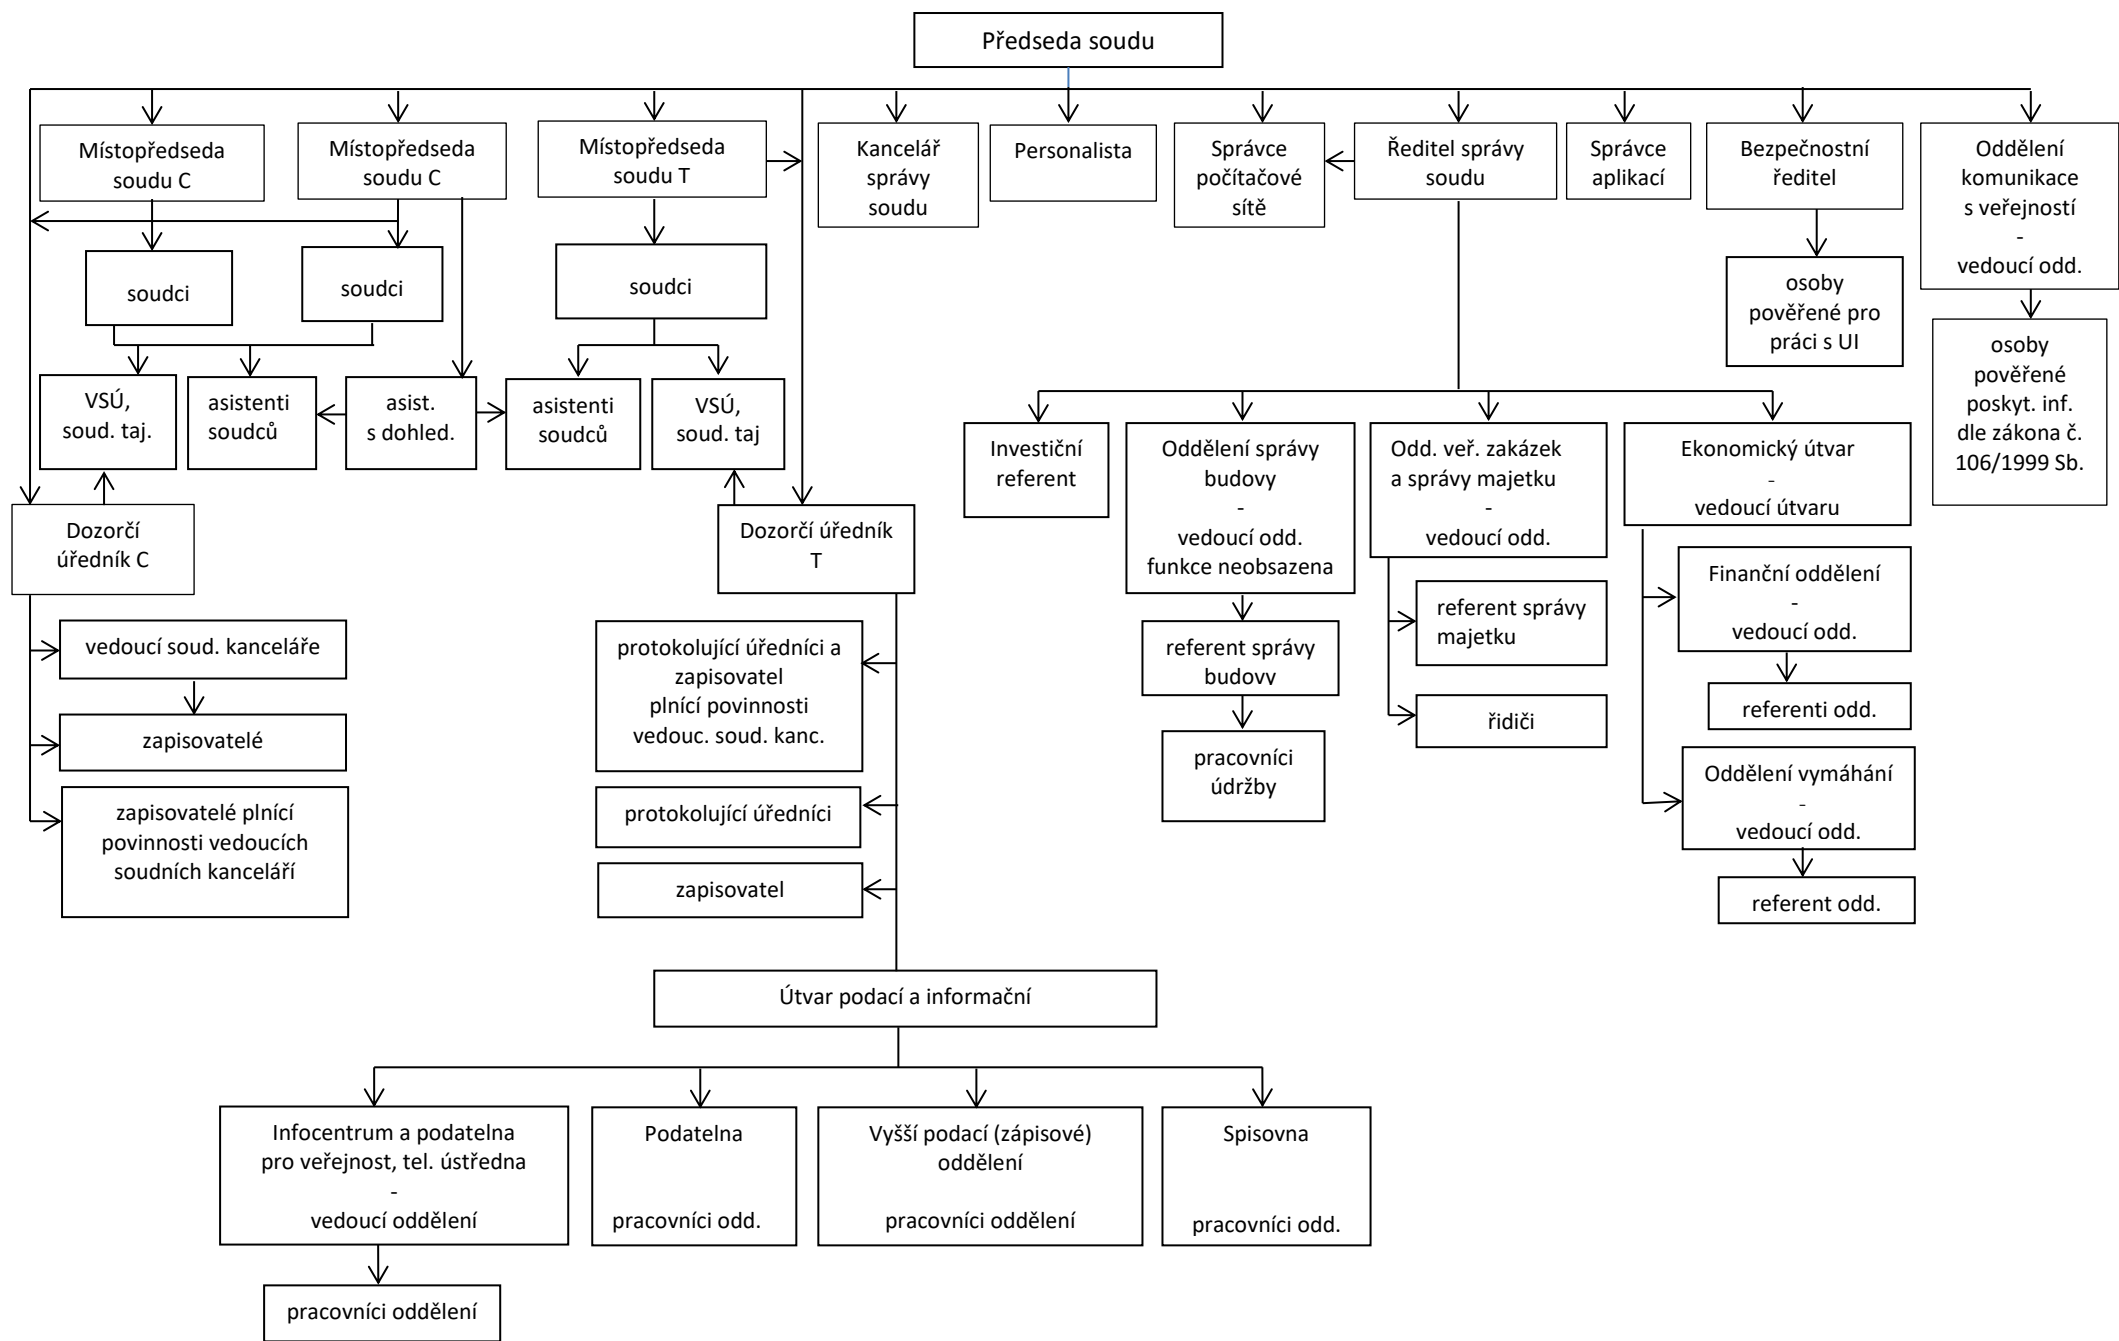 Předseda soudu
Místopředseda
soudu C
Místopředseda
soudu C
Místopředseda
soudu T
Kancelář
správy
soudu
Personalista
Správce
počítačové
sítě
Ředitel správy
soudu
Správce
aplikací
Bezpečnostní
ředitel
Oddělení
komunikace
s veřejností
-
vedoucí odd.
soudci
soudci
soudci
osoby
pověřené pro
práci s UI
osoby
pověřené
poskyt. inf.
dle zákona č.
106/1999 Sb.
VSÚ,
soud. taj.
asistenti
soudců
asist.
s dohled.
asistenti
soudců
VSÚ,
soud. taj
Investiční
referent
Oddělení správy
budovy
-
vedoucí odd.
funkce neobsazena
Odd. veř. zakázek
a správy majetku
-
vedoucí odd.
Ekonomický útvar
-
vedoucí útvaru
Dozorčí
úředník C
Dozorčí úředník
T
Finanční oddělení
-
vedoucí odd.
referent správy
majetku
vedoucí soud. kanceláře
protokolující úředníci a
zapisovatel
plnící povinnosti
vedouc. soud. kanc.
referent správy
budovy
referenti odd.
řidiči
zapisovatelé
pracovníci
údržby
Oddělení vymáhání
-
vedoucí odd.
zapisovatelé plnící
povinnosti vedoucích
soudních kanceláří
protokolující úředníci
zapisovatel
referent odd.
Útvar podací a informační
Infocentrum a podatelna
pro veřejnost, tel. ústředna
-
vedoucí oddělení
Podatelna
pracovníci odd.
Vyšší podací (zápisové)
oddělení
pracovníci oddělení
Spisovna
pracovníci odd.
pracovníci oddělení